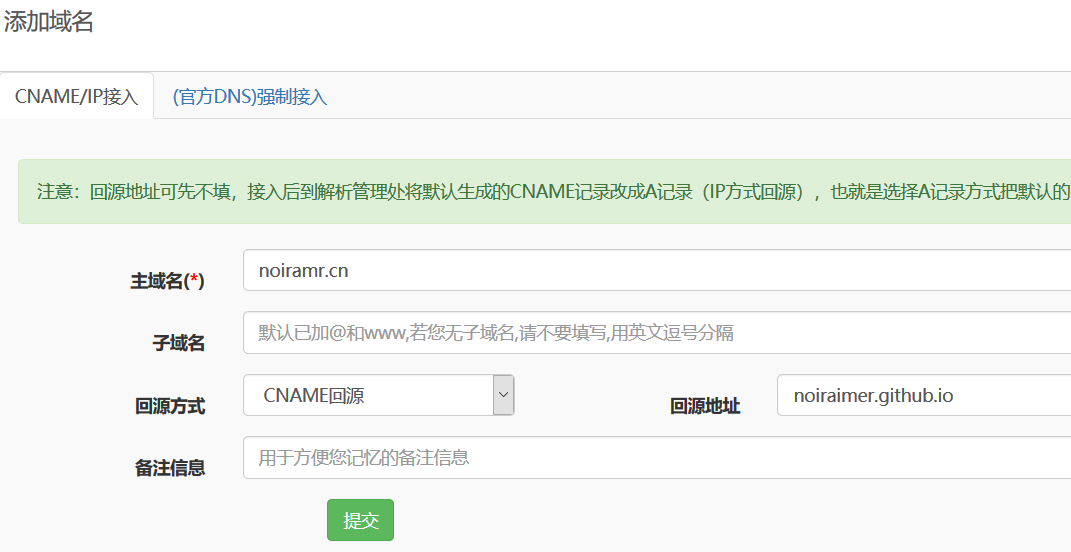 添加域名
CNAME/IP接入 (官方DNS)强制接入
注意：回源地址可先不填，接入后到解析管理处将默认生成的CNAME记录改成A记录（IP方式回源），也就是选择A记录方式把默认的
主域名(*) noiramr.cn
子域名 默认已加@和www,若您无子域名,请不要填写,用英文逗号分隔
回源方式 CNAME回源 回源地址 noiraimer.github.io
备注信息 用于方便您记忆的备注信息
提交